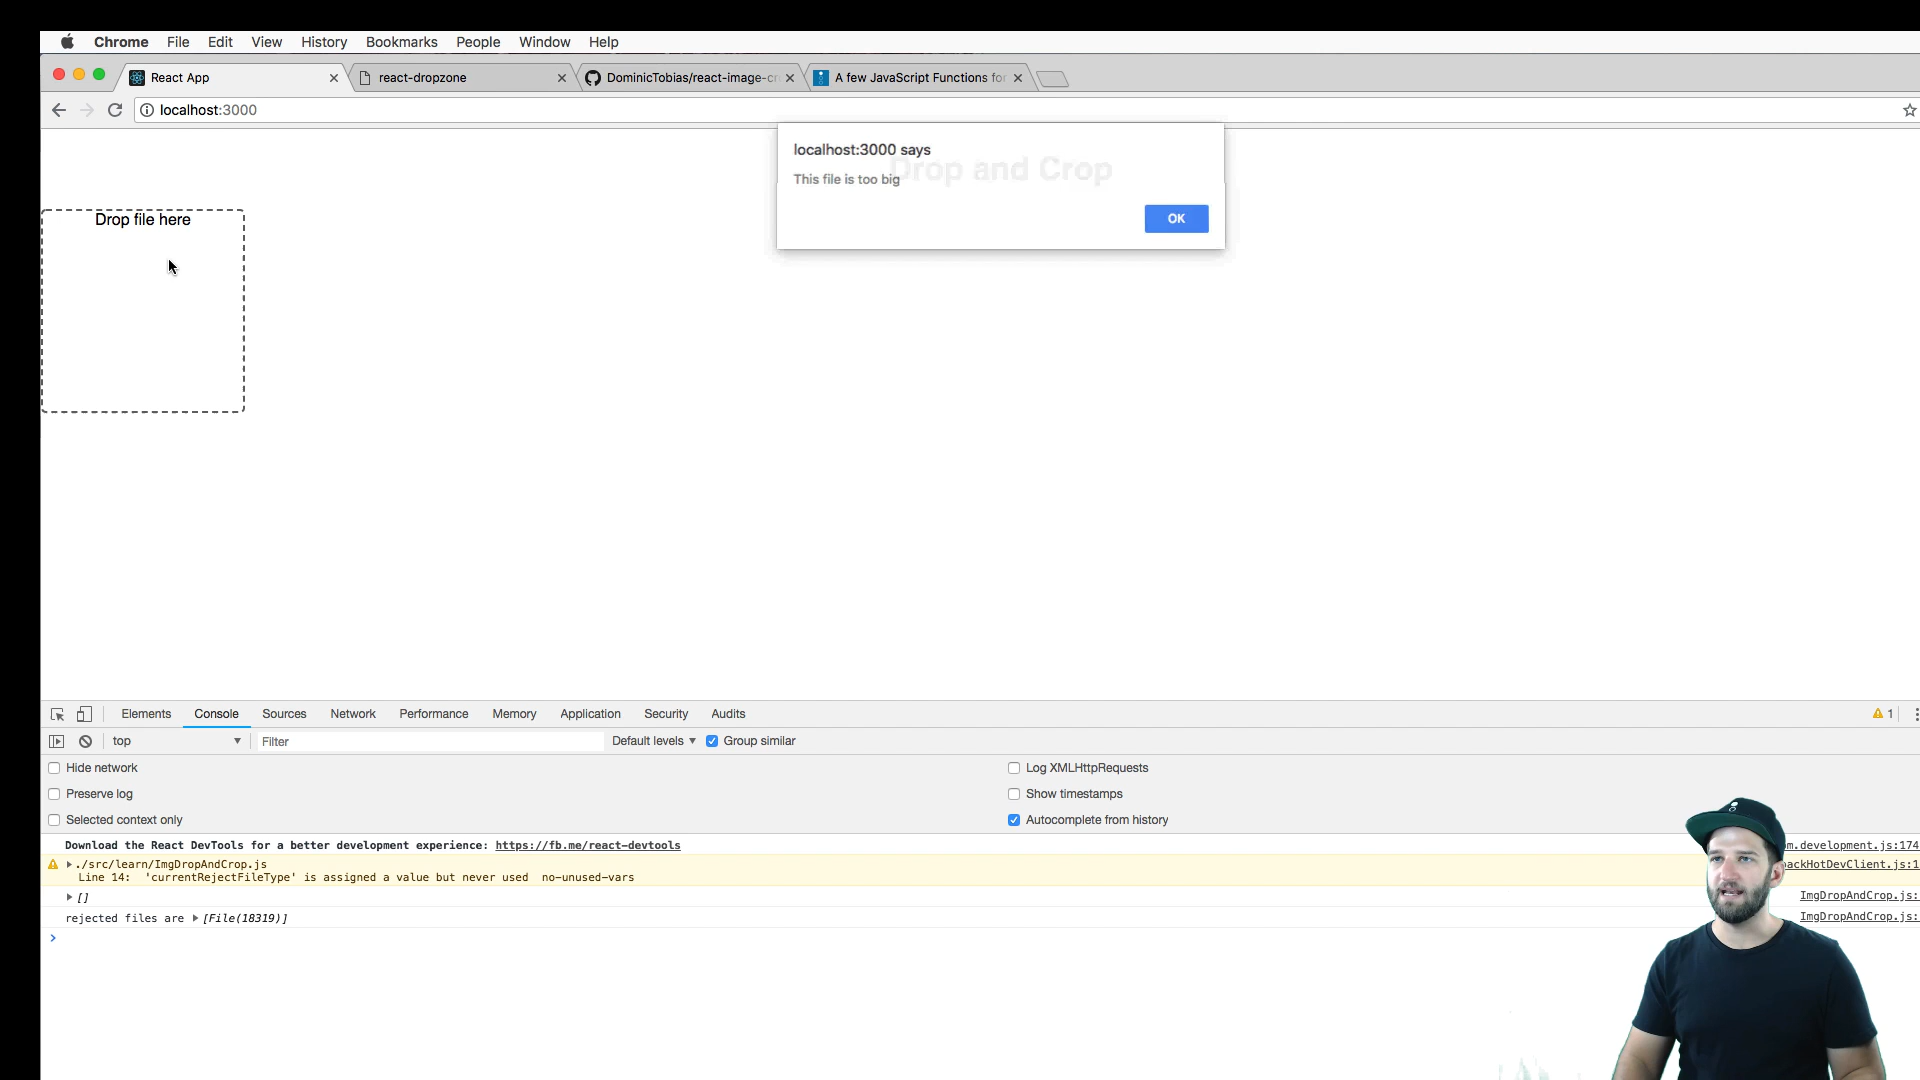 Chrome File Edit View History Bookmarks People Window Help
React App react-dropzone DominicTobias/react-image-cr A few JavaScript Functions for
localhost:3000
localhost:3000 says
Drop and Crop
This file is too big
OK
Drop file here
Elements Console Sources Network Performance Memory Application Security Audits 1
top Filter Default levels Group similar
Hide network Log XMLHttpRequests
Preserve log Show timestamps
Selected context only Autocomplete from history
Download the React DevTools for a better development experience: https://fb.me/react-devtools m.development.js:174
./src/learn/ImgDropAndCrop.js ackHotDevClient.js:1
Line 14: 'currentRejectFileType' is assigned a value but never used no-unused-vars
[] ImgDropAndCrop.js:
rejected files are [File(18319)] ImgDropAndCrop.js: